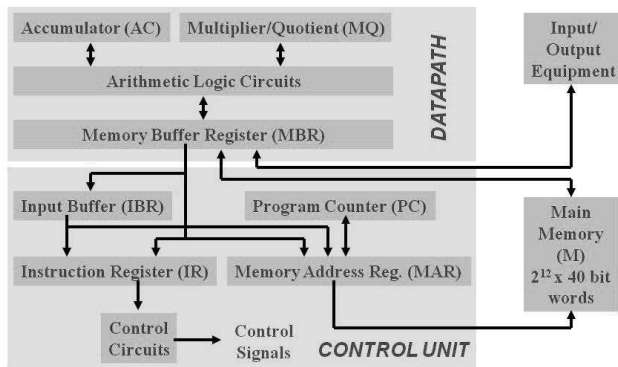 Accumulator (AC)
Multiplier/Quotient (MQ)
Arithmetic Logic Circuits
Memory Buffer Register (MBR)
DATAPATH
Input/
Output
Equipment
Input Buffer (IBR)
Program Counter (PC)
Instruction Register (IR)
Memory Address Reg. (MAR)
Main
Memory
(M)
2¹² x 40 bit
words
Control
Circuits
Control
Signals
CONTROL UNIT